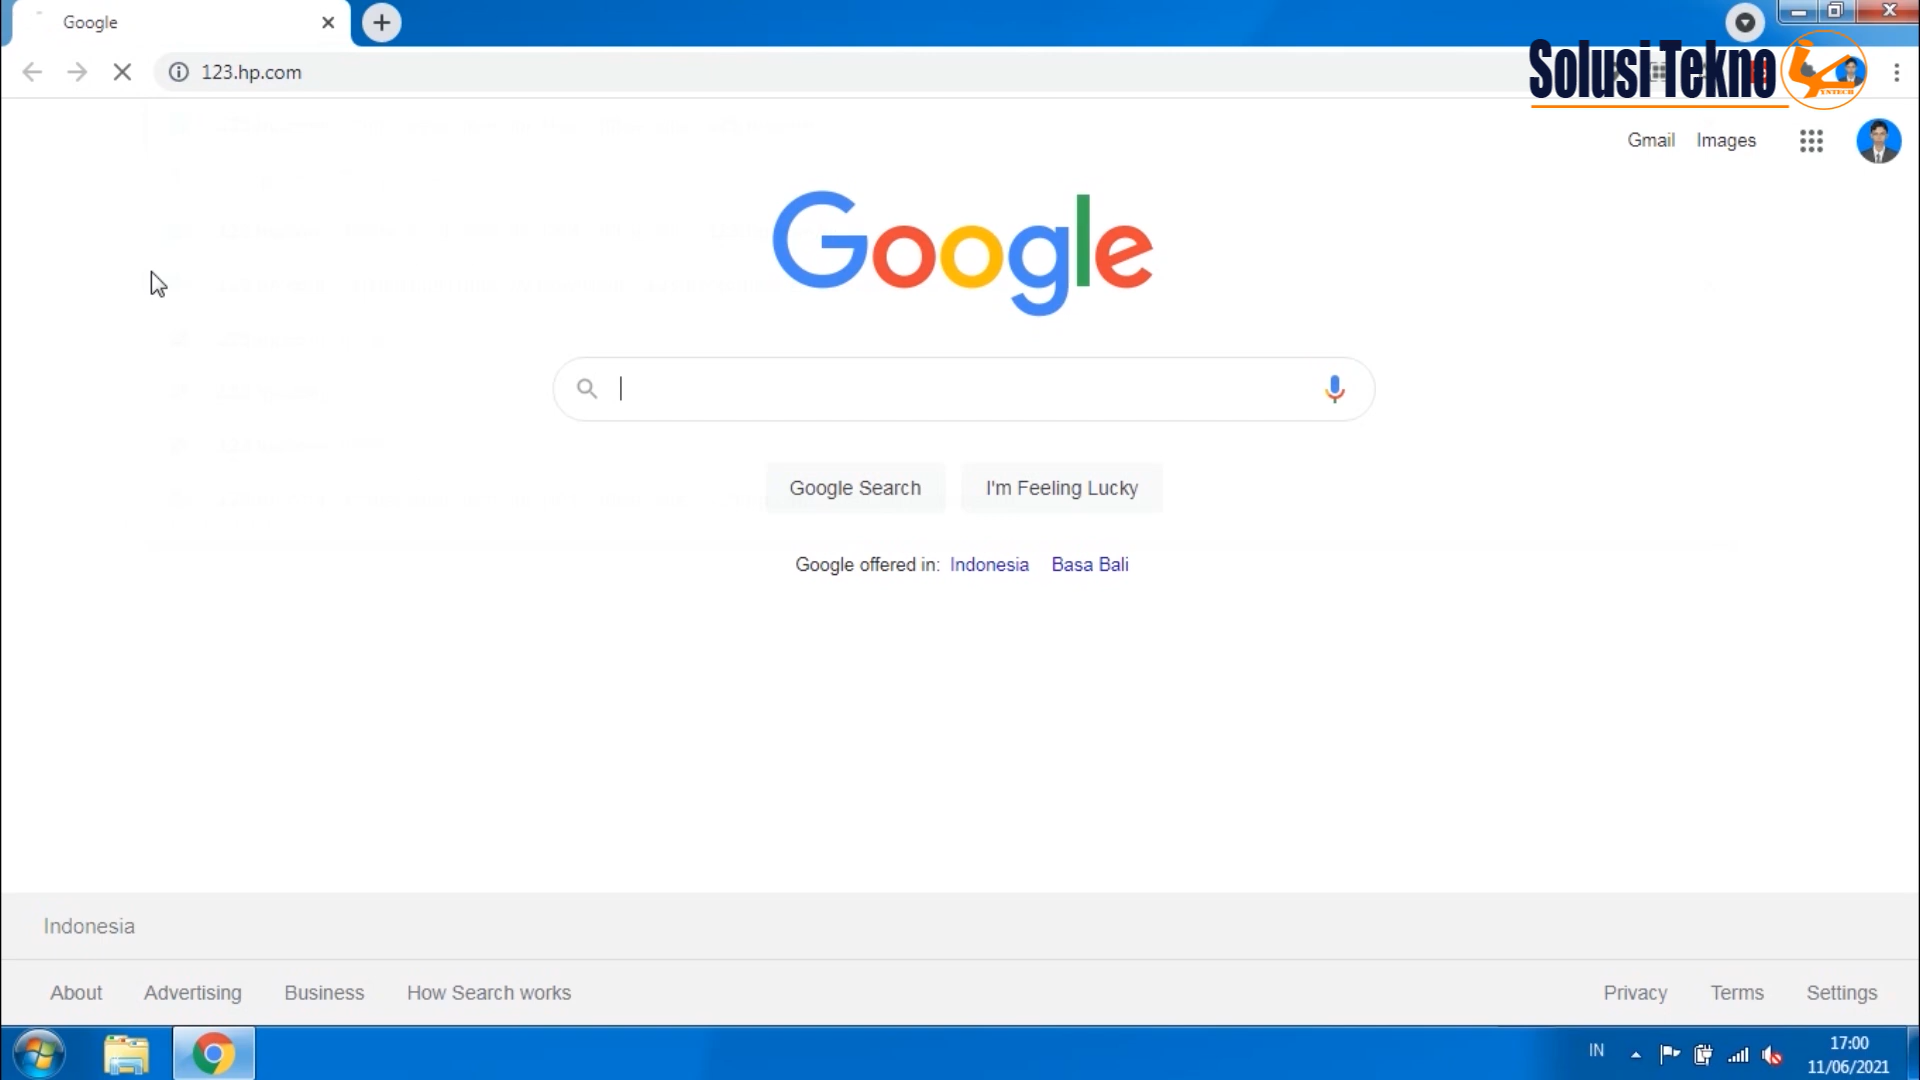 Google
123.hp.com
Solusi Tekno
YNTECH
Gmail Images
Google
Google Search I'm Feeling Lucky
Google offered in: Indonesia Basa Bali
Indonesia
About Advertising Business How Search works Privacy Terms Settings
IN 17:00
11/06/2021